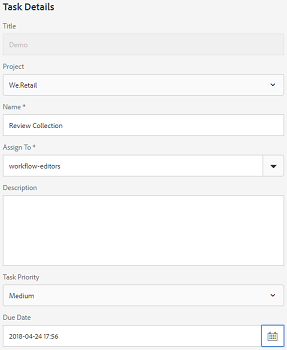 Task Details
Title
Demo
Project
We.Retail
Name *
Review Collection
Assign To *
workflow-editors
Description
Task Priority
Medium
Due Date
2018-04-24 17:56